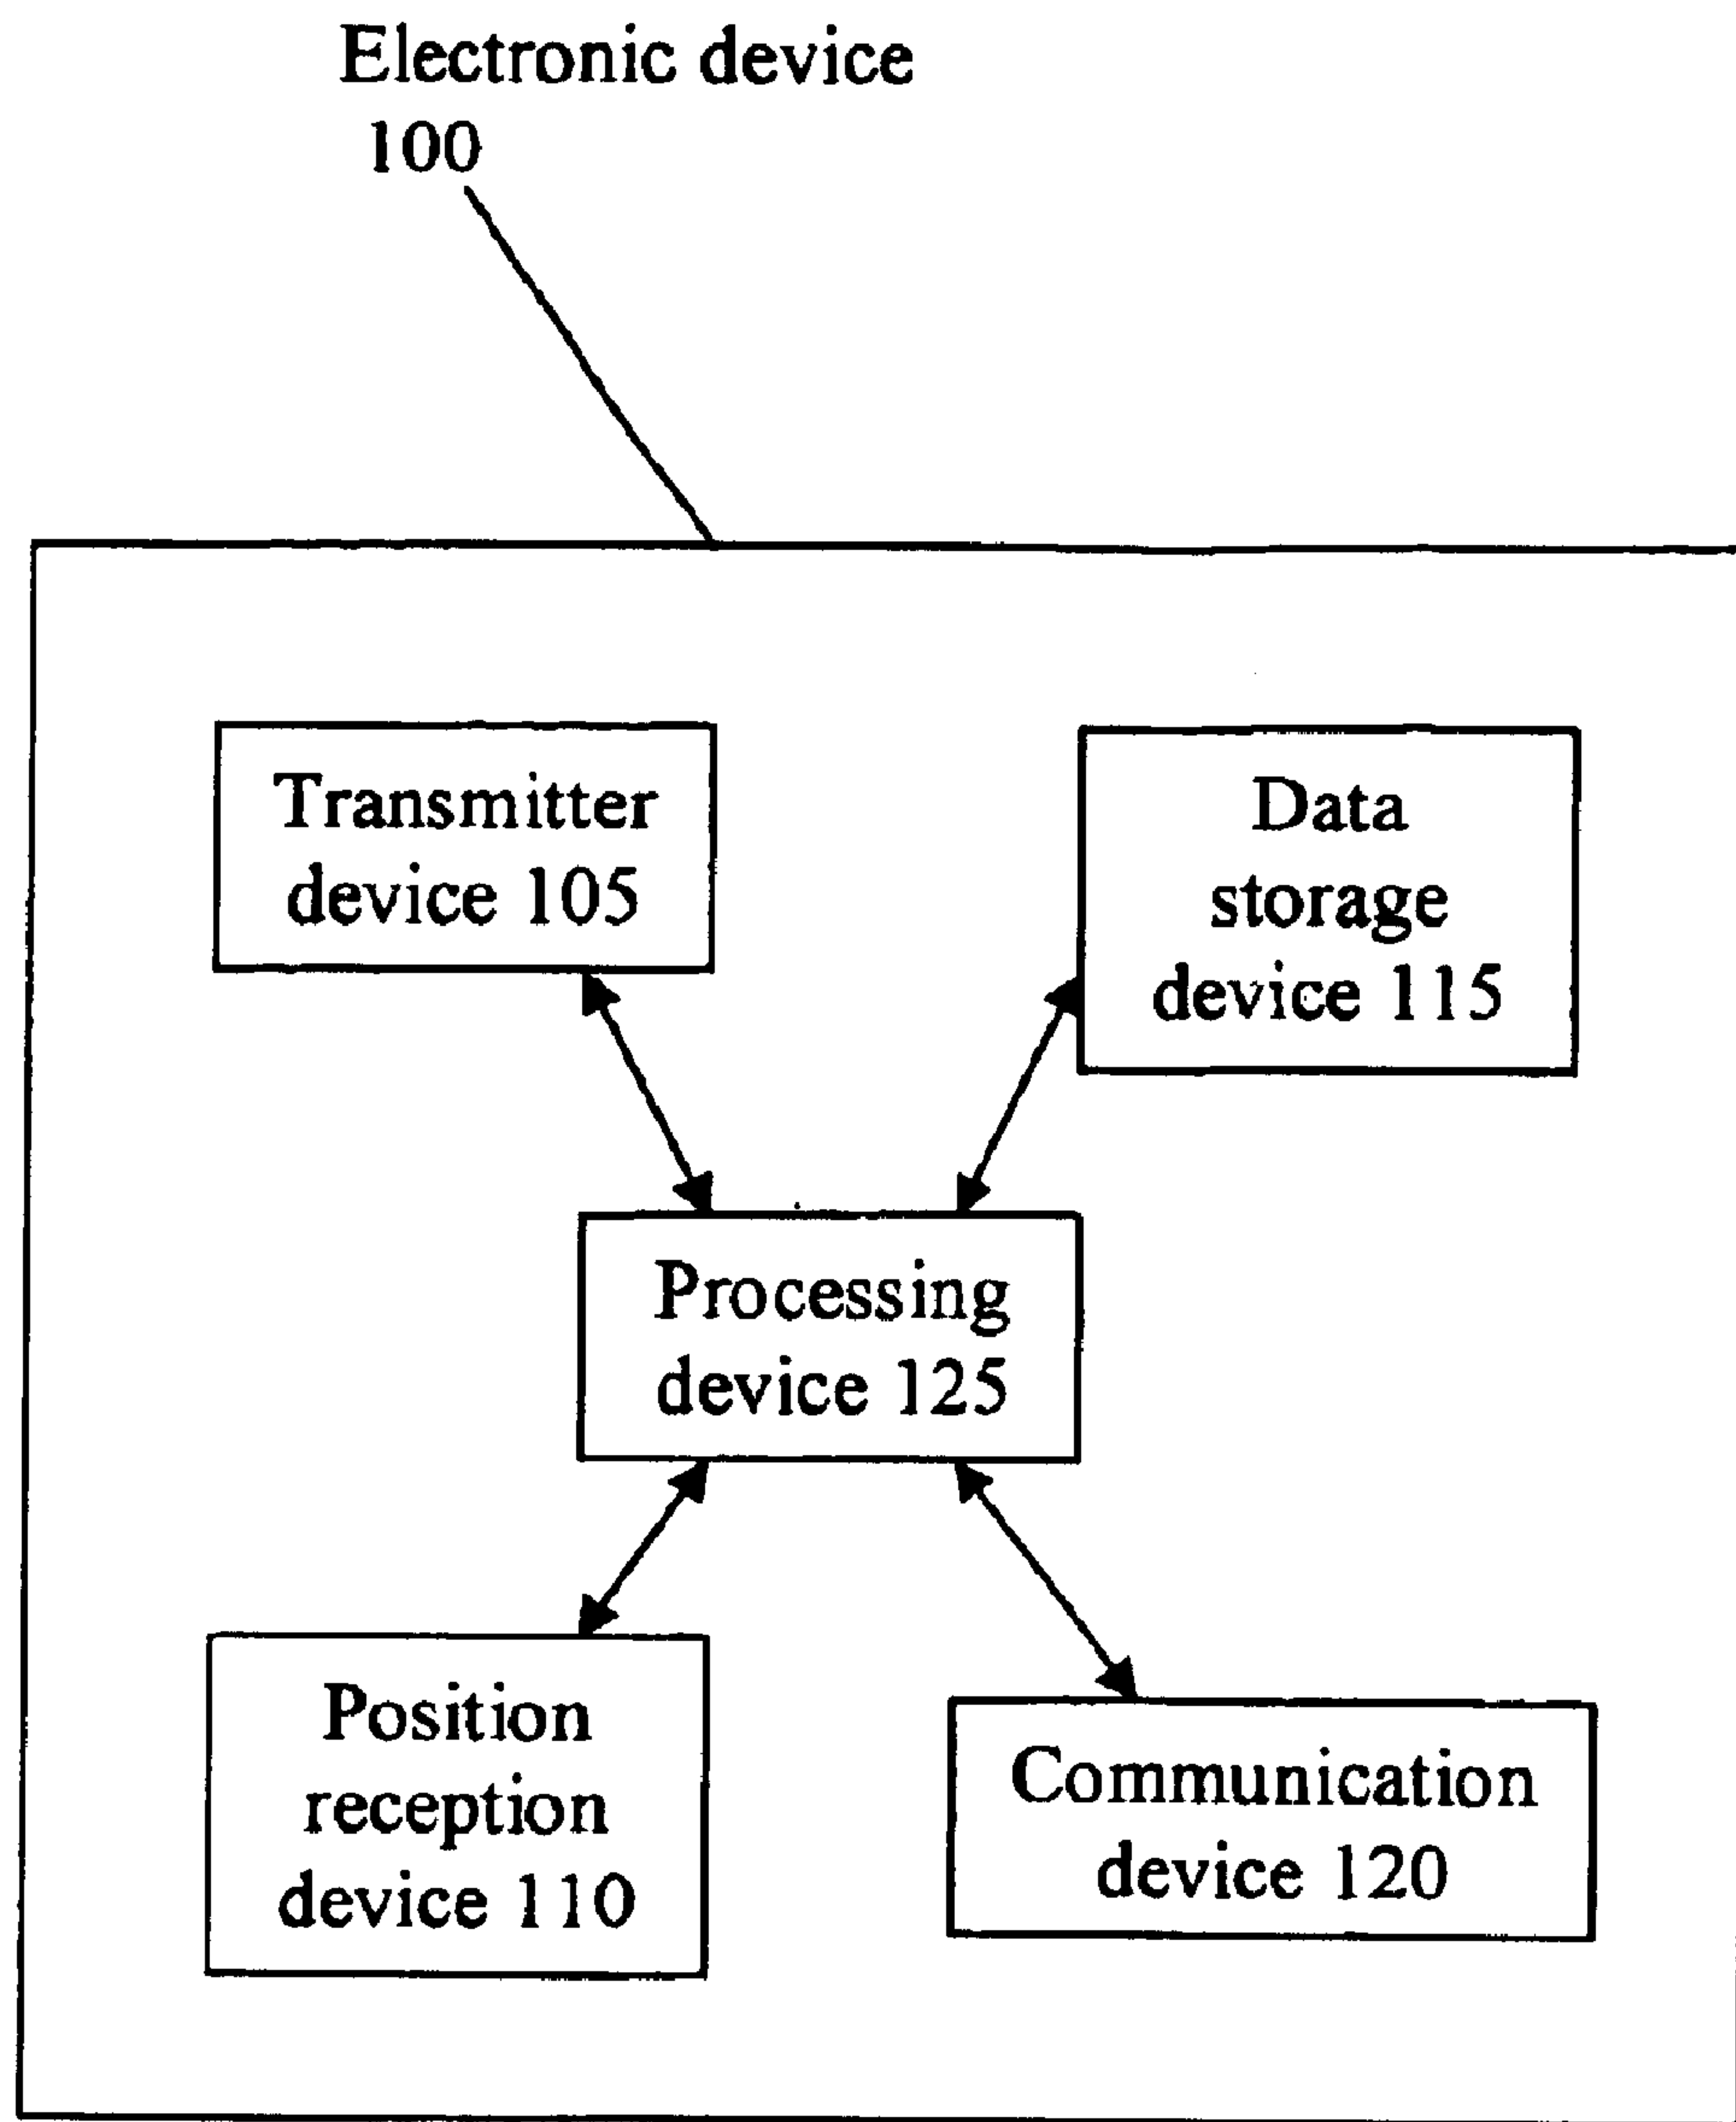 Electronic device
100
Transmitter
device 105
Data
storage
device 115
Processing
device 125
Position
reception
device 110
Communication
device 120